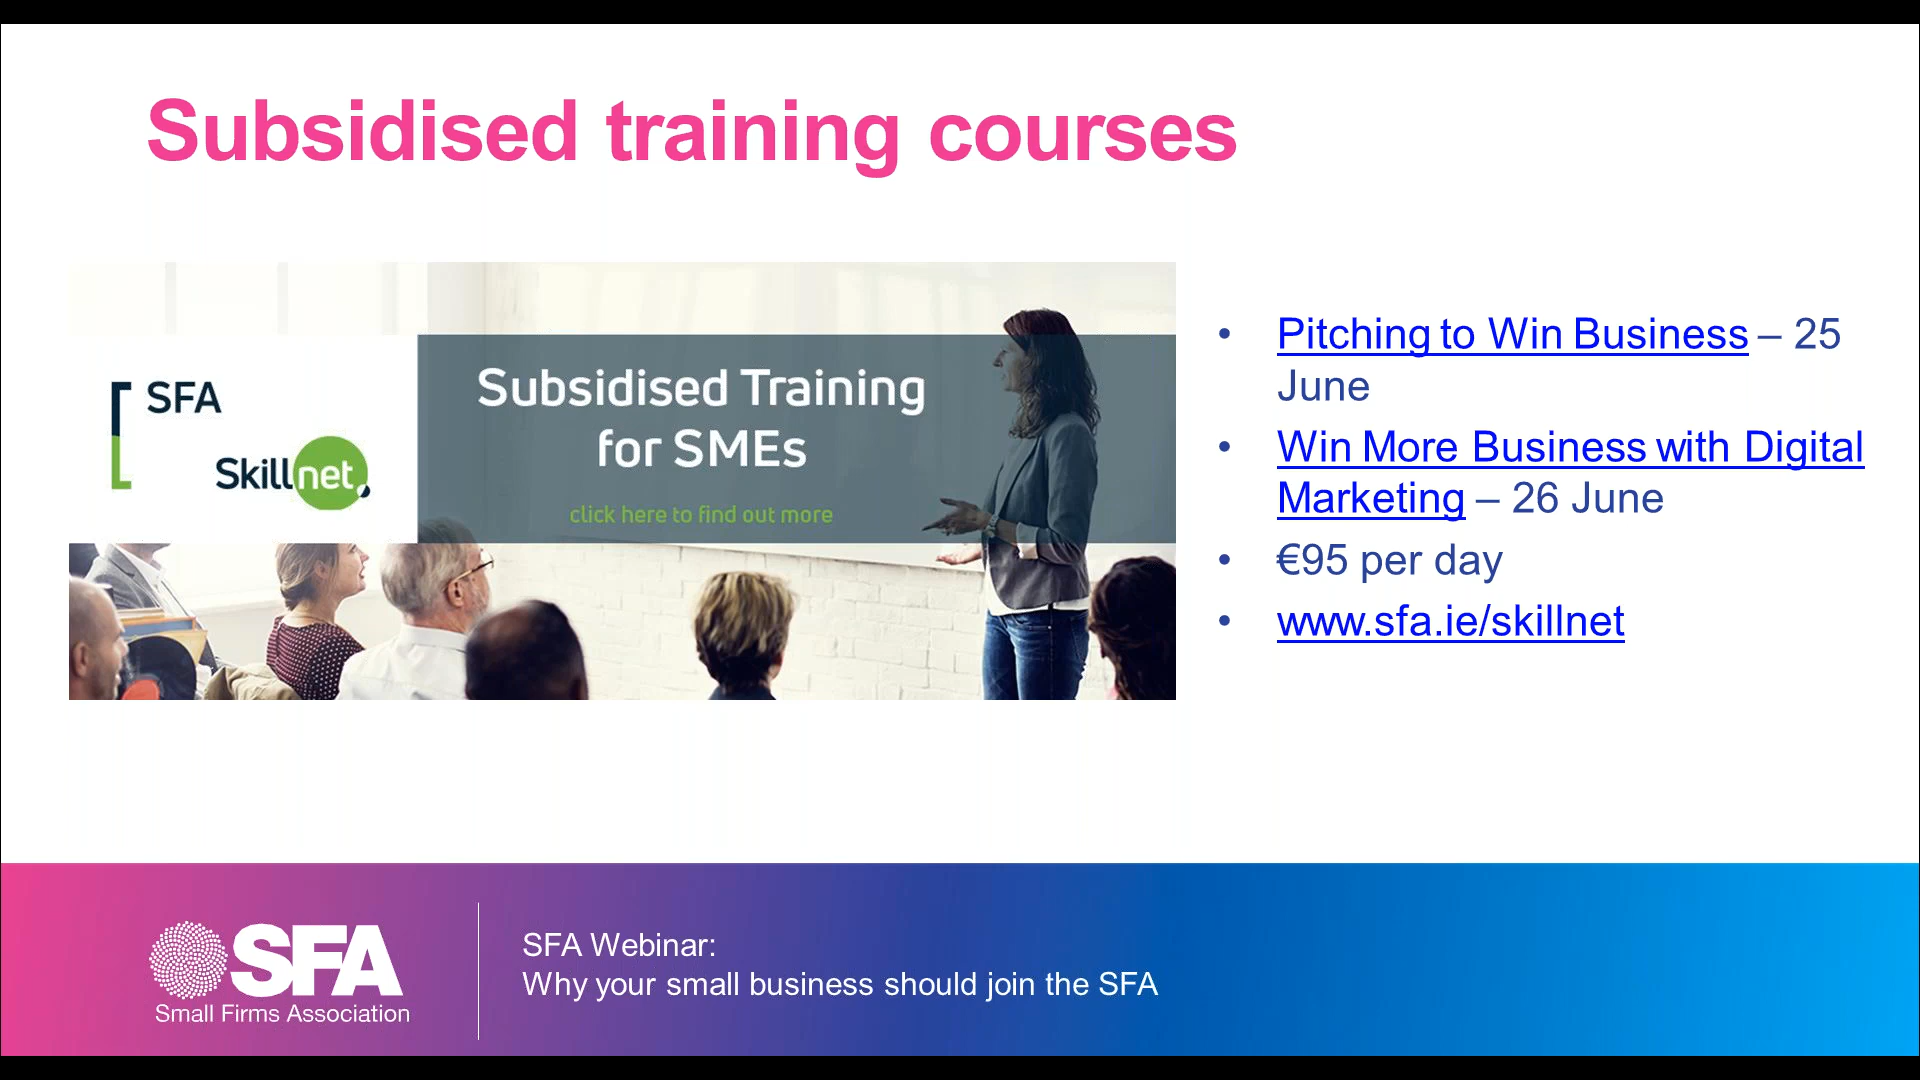 Subsidised training courses
SFA
Skillnet
Subsidised Training
for SMEs
click here to find out more
• Pitching to Win Business – 25
June
• Win More Business with Digital
Marketing – 26 June
• €95 per day
• www.sfa.ie/skillnet
SFA
Small Firms Association
SFA Webinar:
Why your small business should join the SFA